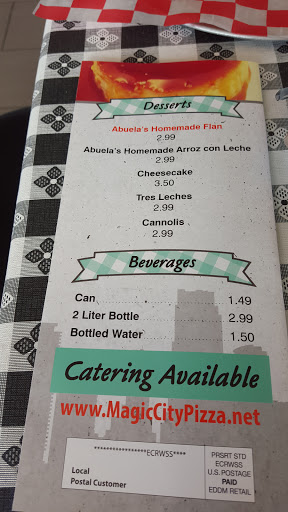 Desserts
Abuela's Homemade Flan
2.99
Abuela's Homemade Arroz con Leche
2.99
Cheesecake
3.50
Tres Leches
2.99
Cannolis
2.99
Beverages
Can 1.49
2 Liter Bottle 2.99
Bottled Water 1.50
Catering Available
www.MagicCityPizza.net
*****************ECRWSS****
Local
Postal Customer
PRSRT STD
ECRWSS
U.S. POSTAGE
PAID
EDDM RETAIL